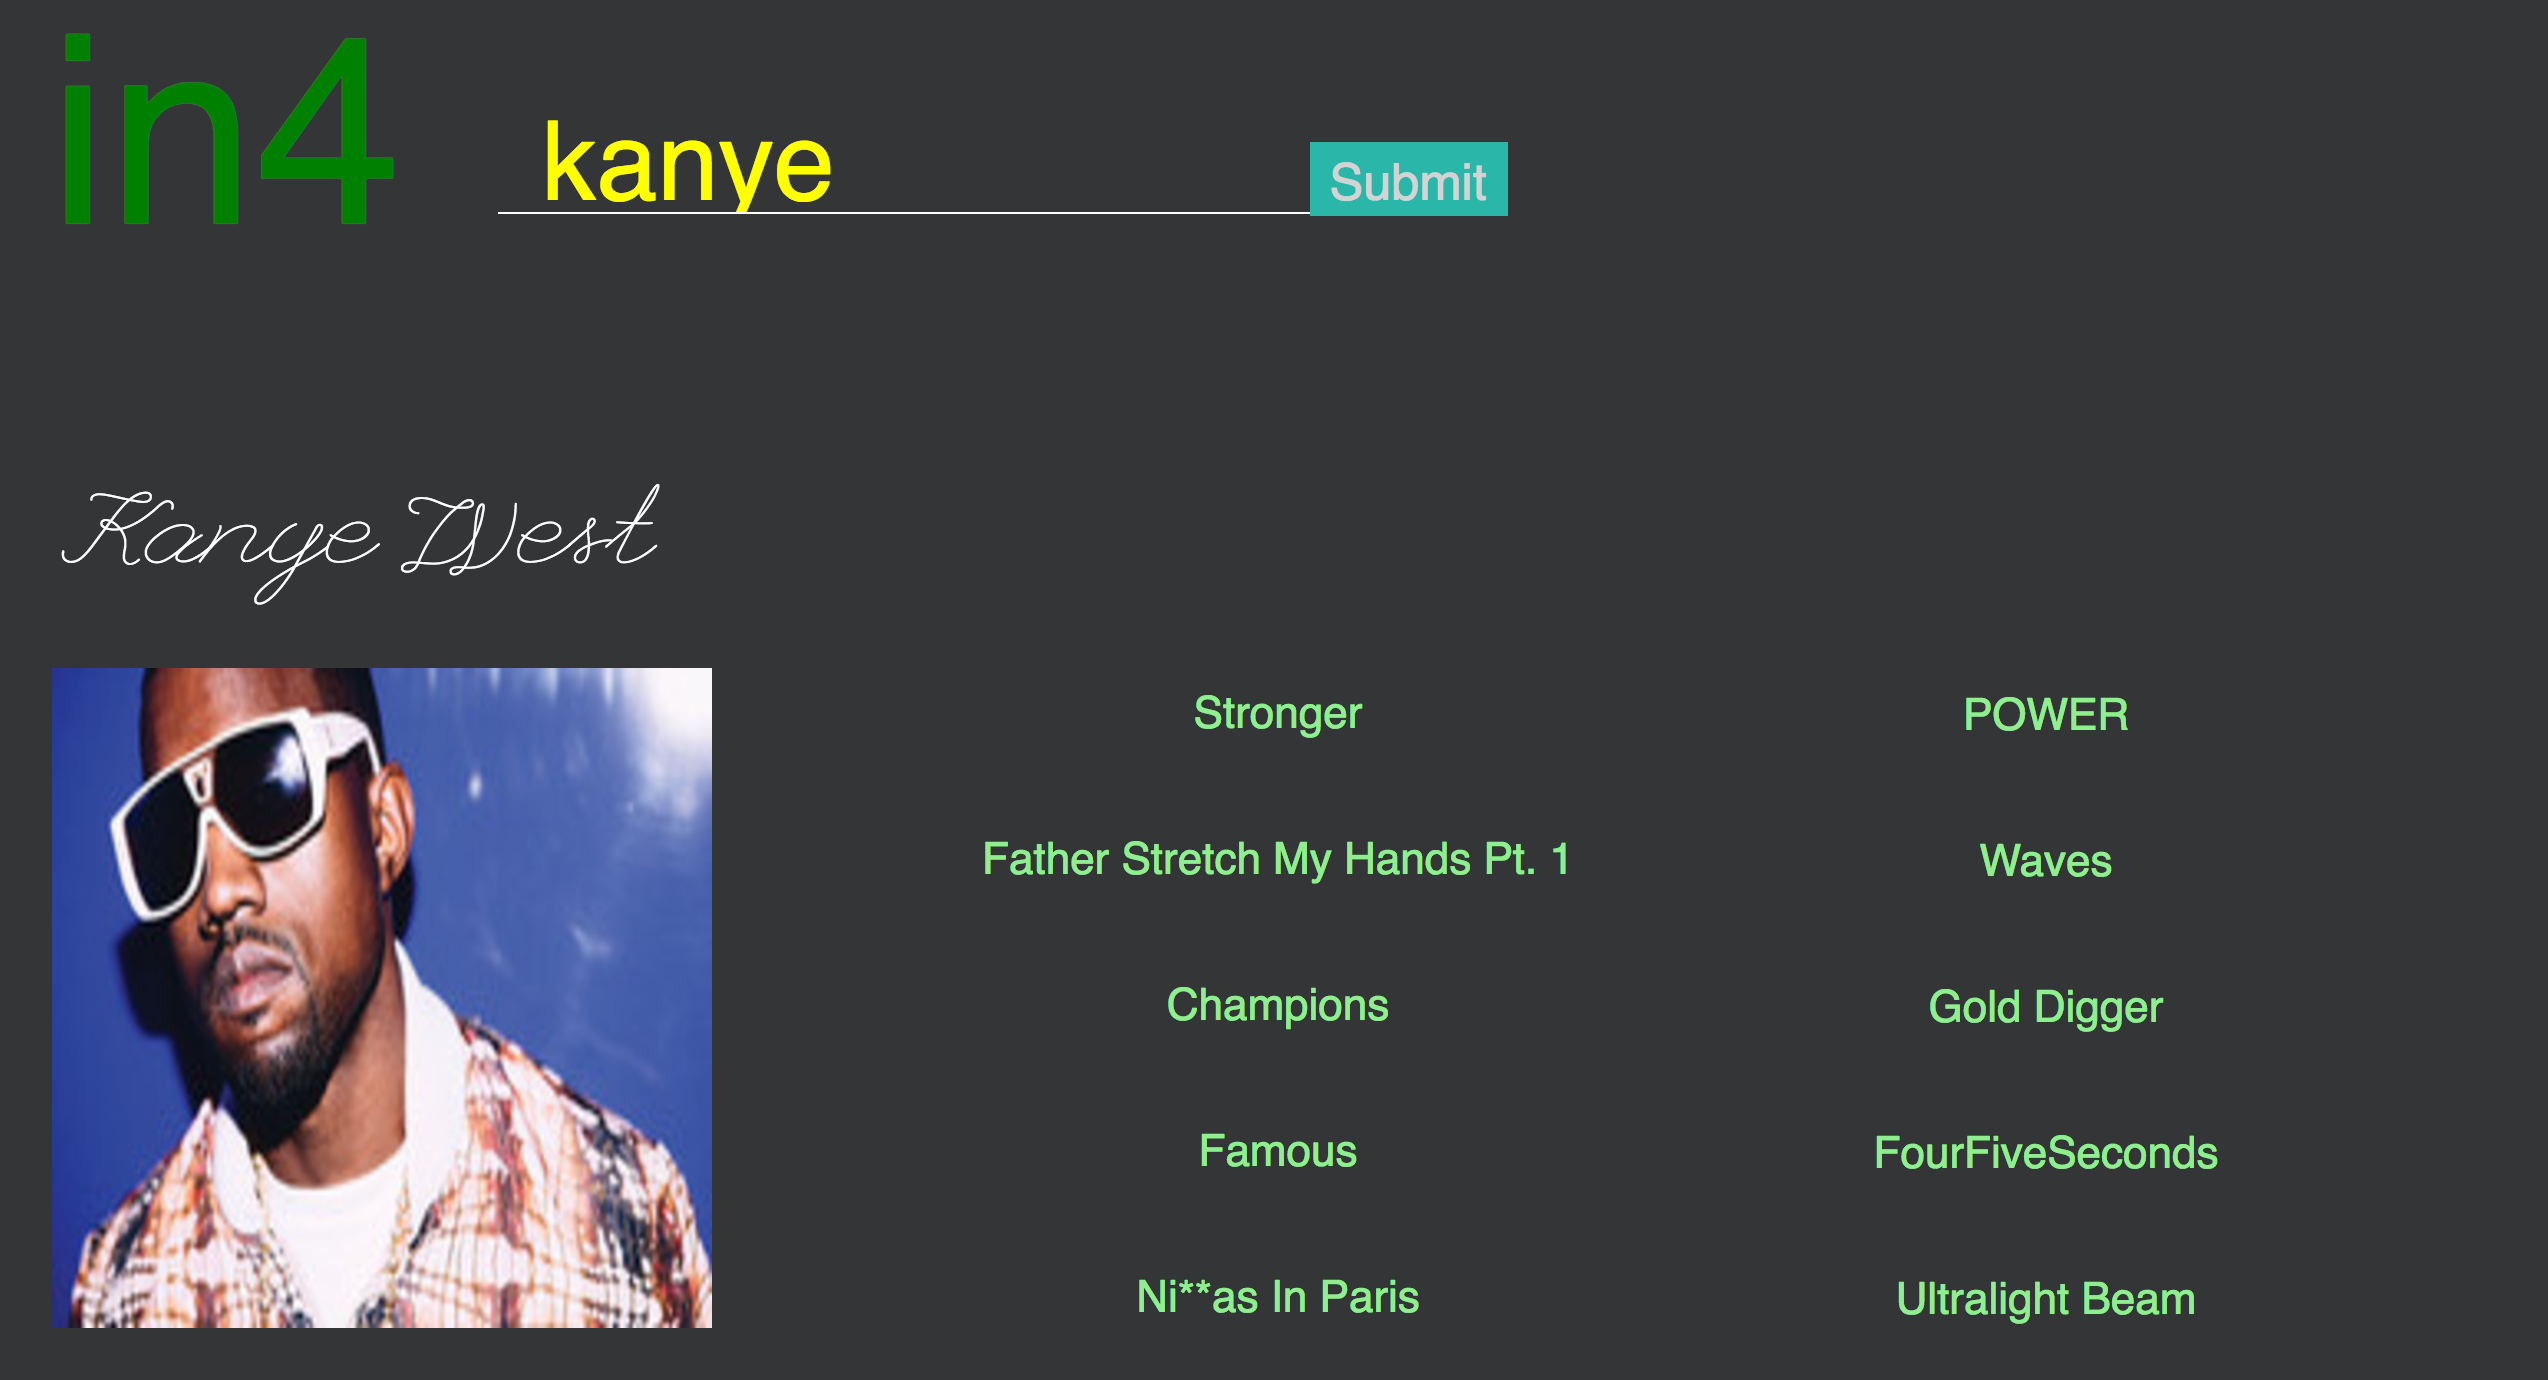 in4
kanye
Submit
Kanye West
Stronger
POWER
Father Stretch My Hands Pt. 1
Waves
Champions
Gold Digger
Famous
FourFiveSeconds
Ni**as In Paris
Ultralight Beam